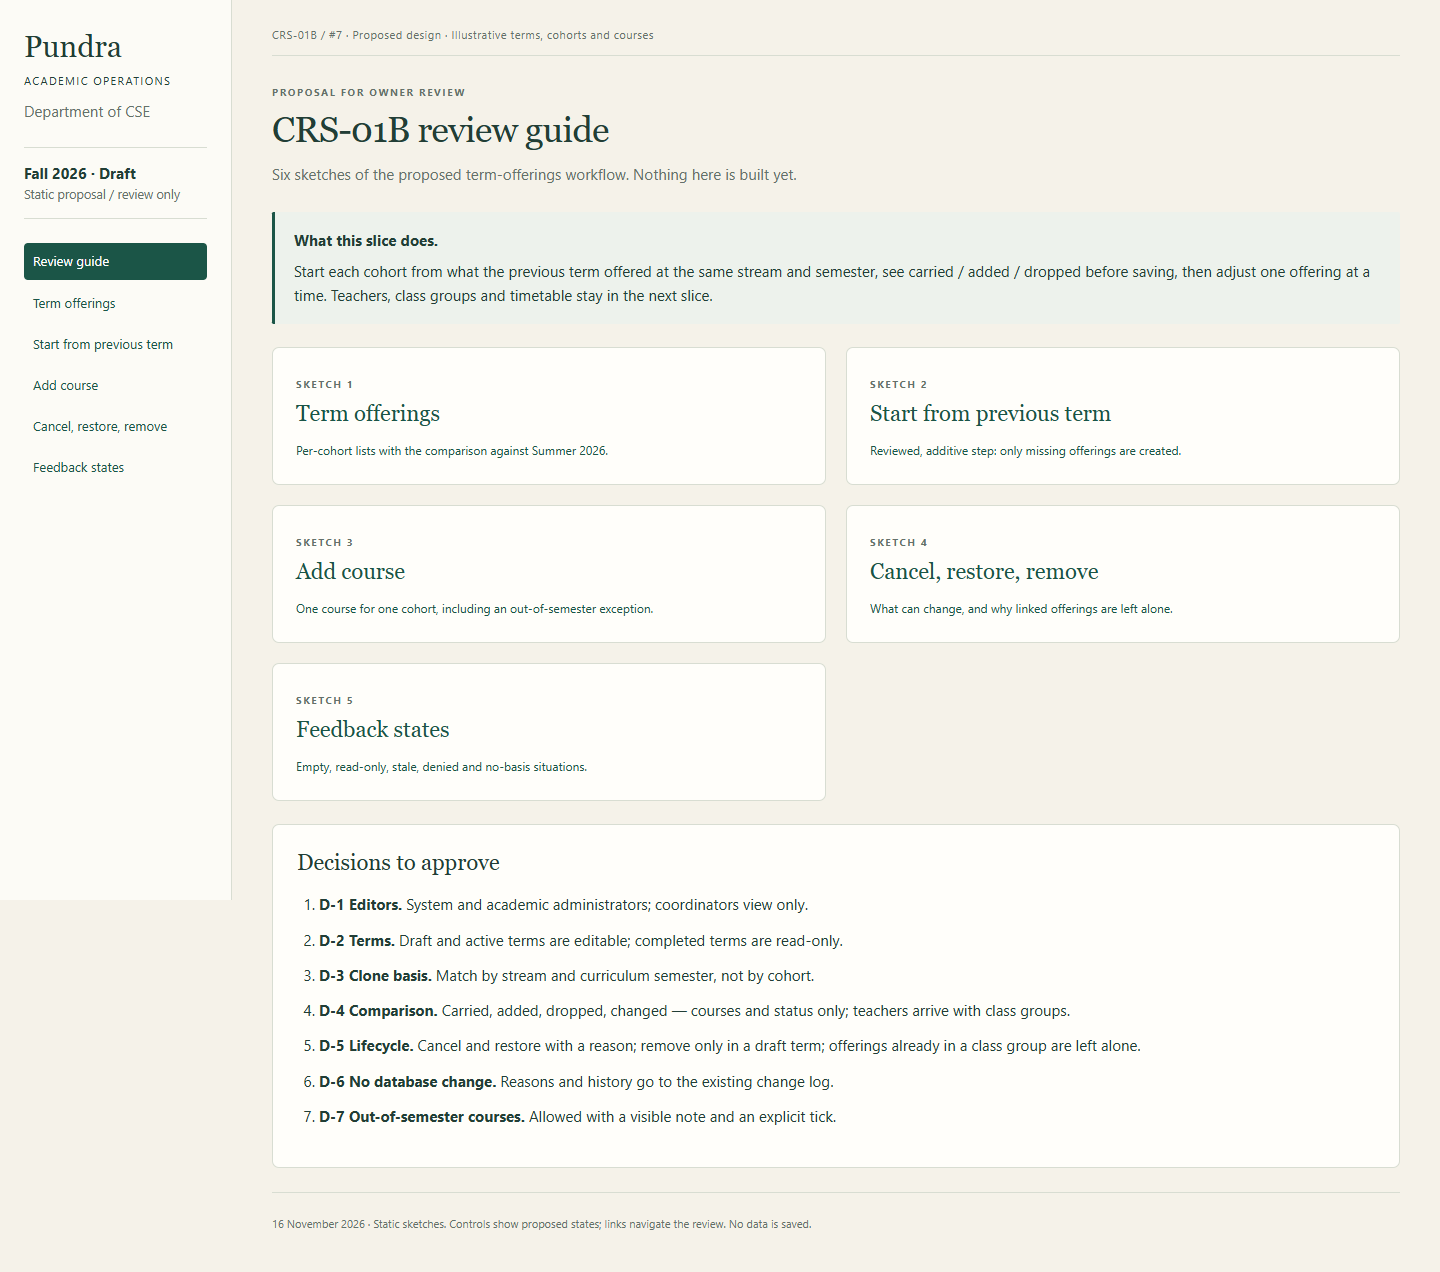 Pundra
ACADEMIC OPERATIONS
Department of CSE
Fall 2026 · Draft
Static proposal / review only
Review guide
Term offerings
Start from previous term
Add course
Cancel, restore, remove
Feedback states
CRS-01B / #7 · Proposed design · Illustrative terms, cohorts and courses
PROPOSAL FOR OWNER REVIEW
CRS-01B review guide
Six sketches of the proposed term-offerings workflow. Nothing here is built yet.
What this slice does.
Start each cohort from what the previous term offered at the same stream and semester, see carried / added / dropped before saving, then adjust one offering at a
time. Teachers, class groups and timetable stay in the next slice.
SKETCH 1
Term offerings
Per-cohort lists with the comparison against Summer 2026.
SKETCH 2
Start from previous term
Reviewed, additive step: only missing offerings are created.
SKETCH 3
Add course
One course for one cohort, including an out-of-semester exception.
SKETCH 4
Cancel, restore, remove
What can change, and why linked offerings are left alone.
SKETCH 5
Feedback states
Empty, read-only, stale, denied and no-basis situations.
Decisions to approve
1. D-1 Editors. System and academic administrators; coordinators view only.
2. D-2 Terms. Draft and active terms are editable; completed terms are read-only.
3. D-3 Clone basis. Match by stream and curriculum semester, not by cohort.
4. D-4 Comparison. Carried, added, dropped, changed — courses and status only; teachers arrive with class groups.
5. D-5 Lifecycle. Cancel and restore with a reason; remove only in a draft term; offerings already in a class group are left alone.
6. D-6 No database change. Reasons and history go to the existing change log.
7. D-7 Out-of-semester courses. Allowed with a visible note and an explicit tick.
16 November 2026 · Static sketches. Controls show proposed states; links navigate the review. No data is saved.